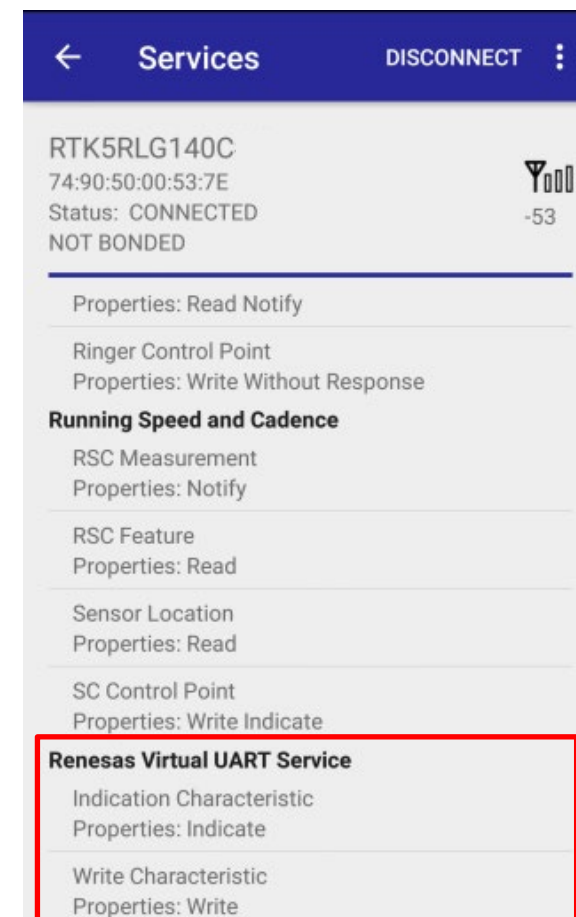 Services DISCONNECT
RTK5RLG140C
74:90:50:00:53:7E
Status: CONNECTED
-53
NOT BONDED
Properties: Read Notify
Ringer Control Point
Properties: Write Without Response
Running Speed and Cadence
RSC Measurement
Properties: Notify
RSC Feature
Properties: Read
Sensor Location
Properties: Read
SC Control Point
Properties: Write Indicate
Renesas Virtual UART Service
Indication Characteristic
Properties: Indicate
Write Characteristic
Properties: Write